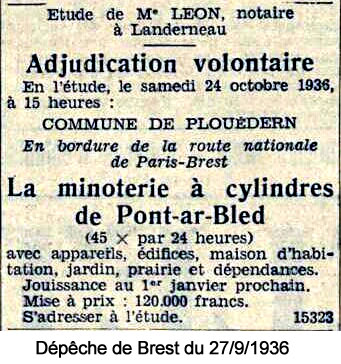 Etude de Me LEON, notaire
à Landerneau
Adjudication volontaire
En l'étude, le samedi 24 octobre 1936,
à 15 heures :
COMMUNE DE PLOUÉDERN
En bordure de la route nationale
de Paris-Brest
La minoterie à cylindres
de Pont-ar-Bled
(45 × par 24 heures)
avec appareils, édifices, maison d'habi-
tation, jardin, prairie et dépendances.
Jouissance au 1er janvier prochain.
Mise à prix : 120.000 francs.
S'adresser à l'étude. 15323
Dépêche de Brest du 27/9/1936